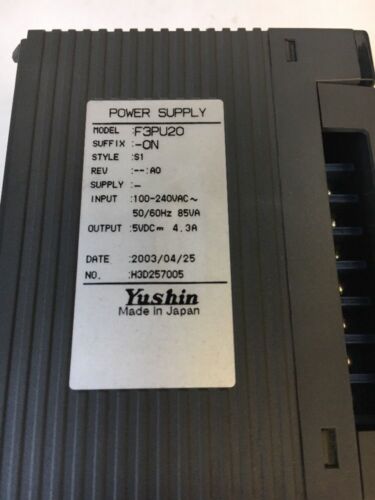 POWER SUPPLY
MODEL :F3PU20
SUFFIX :-0N
STYLE :S1
REV :--:A0
SUPPLY :-
INPUT :100-240VAC~
50/60Hz 85VA
OUTPUT :5VDC⎓ 4.3A
DATE :2003/04/25
NO. :H3D257005
Yushin
Made in Japan